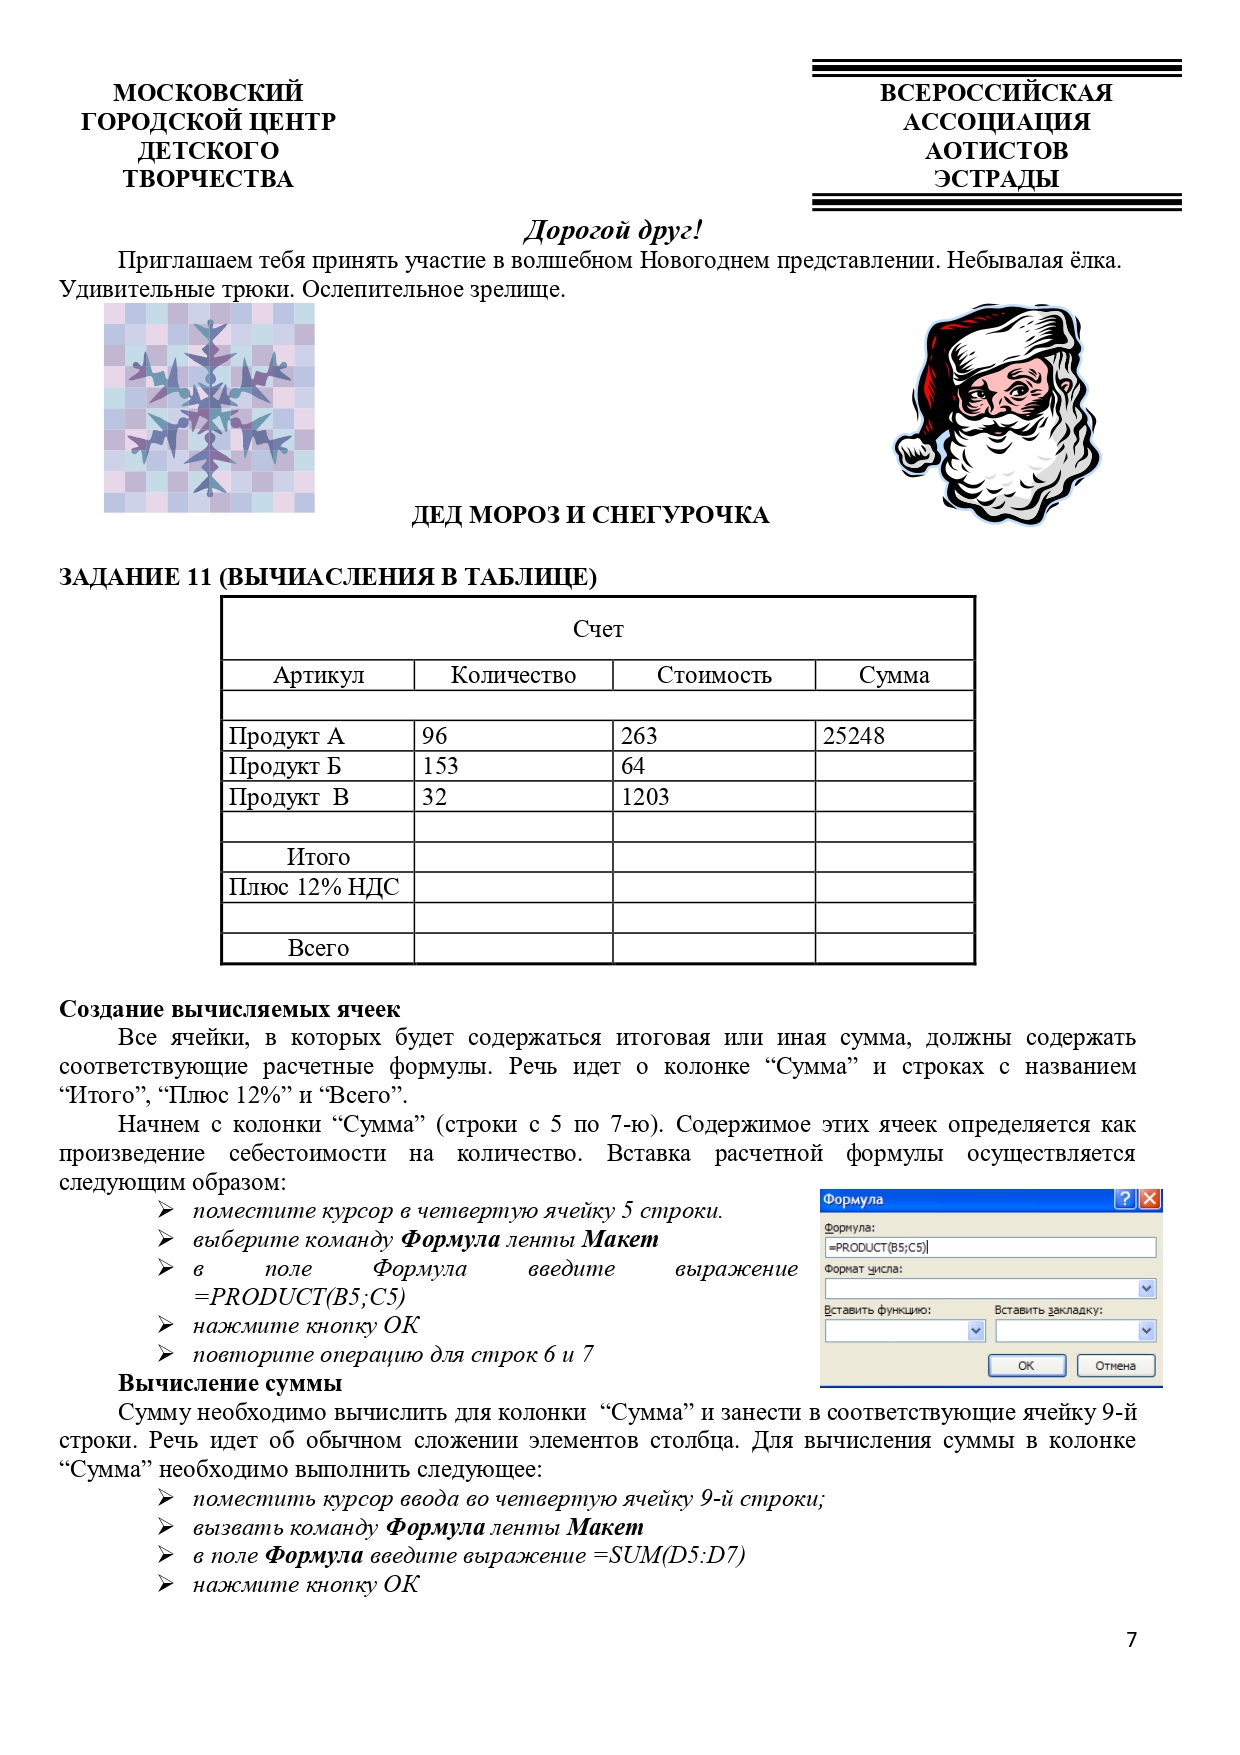 МОСКОВСКИЙ
ГОРОДСКОЙ ЦЕНТР
ДЕТСКОГО
ТВОРЧЕСТВА
ВСЕРОССИЙСКАЯ
АССОЦИАЦИЯ
АОТИСТОВ
ЭСТРАДЫ
Дорогой друг!
Приглашаем тебя принять участие в волшебном Новогоднем представлении. Небывалая ёлка.
Удивительные трюки. Ослепительное зрелище.
ДЕД МОРОЗ И СНЕГУРОЧКА
ЗАДАНИЕ 11 (ВЫЧИАСЛЕНИЯ В ТАБЛИЦЕ)
Счет
Артикул Количество Стоимость Сумма
Продукт А 96 263 25248
Продукт Б 153 64
Продукт В 32 1203
Итого
Плюс 12% НДС
Всего
Создание вычисляемых ячеек
Все ячейки, в которых будет содержаться итоговая или иная сумма, должны содержать
соответствующие расчетные формулы. Речь идет о колонке “Сумма” и строках с названием
“Итого”, “Плюс 12%” и “Всего”.
Начнем с колонки “Сумма” (строки с 5 по 7-ю). Содержимое этих ячеек определяется как
произведение себестоимости на количество. Вставка расчетной формулы осуществляется
следующим образом:
➢ поместите курсор в четвертую ячейку 5 строки.
➢ выберите команду Формула ленты Макет
➢ в поле Формула введите выражение
=PRODUCT(B5;C5)
➢ нажмите кнопку ОК
➢ повторите операцию для строк 6 и 7
Формула
Формула:
=PRODUCT(B5;C5)
Формат числа:
Вставить функцию: Вставить закладку:
ОК Отмена
Вычисление суммы
Сумму необходимо вычислить для колонки “Сумма” и занести в соответствующие ячейку 9-й
строки. Речь идет об обычном сложении элементов столбца. Для вычисления суммы в колонке
“Сумма” необходимо выполнить следующее:
➢ поместить курсор ввода во четвертую ячейку 9-й строки;
➢ вызвать команду Формула ленты Макет
➢ в поле Формула введите выражение =SUM(D5:D7)
➢ нажмите кнопку ОК
7